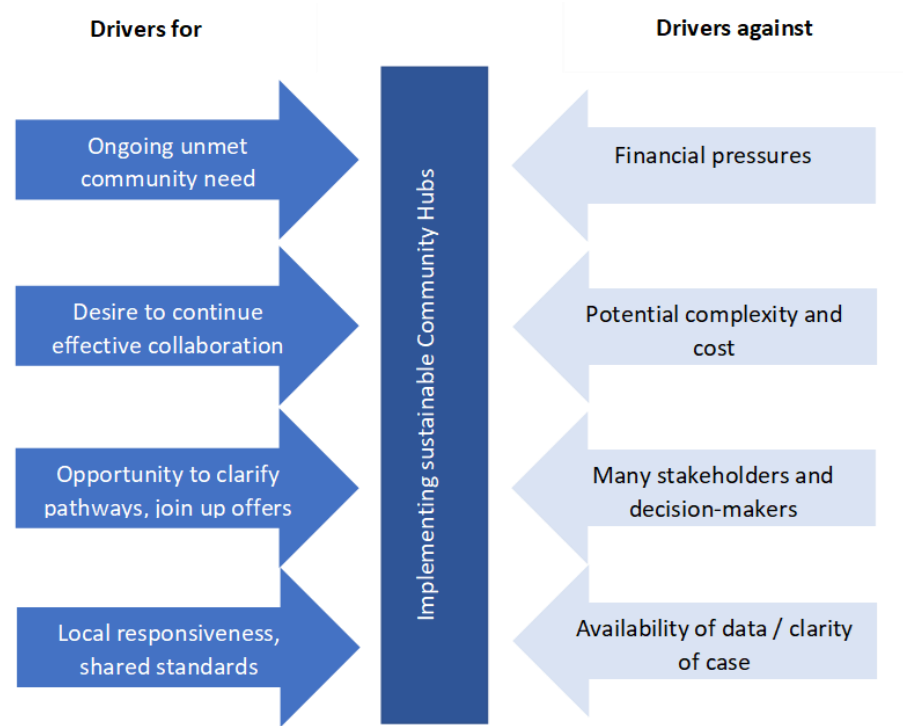 Drivers for
Drivers against
Ongoing unmet
community need
Desire to continue
effective collaboration
Opportunity to clarify
pathways, join up offers
Local responsiveness,
shared standards
Implementing sustainable Community Hubs
Financial pressures
Potential complexity and
cost
Many stakeholders and
decision-makers
Availability of data / clarity
of case